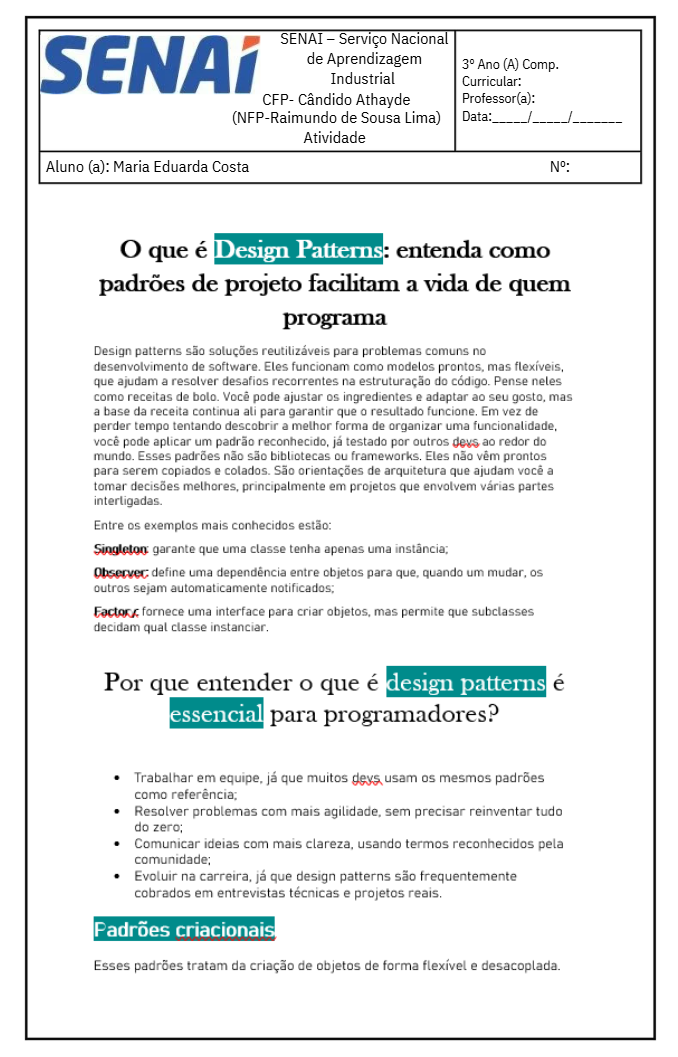 SENAI
SENAI – Serviço Nacional
de Aprendizagem
Industrial
CFP- Cândido Athayde
(NFP-Raimundo de Sousa Lima)
Atividade
3º Ano (A) Comp.
Curricular:
Professor(a):
Data:_____/_____/_______
Aluno (a): Maria Eduarda Costa Nº:
O que é Design Patterns: entenda como
padrões de projeto facilitam a vida de quem
programa
Design patterns são soluções reutilizáveis para problemas comuns no
desenvolvimento de software. Eles funcionam como modelos prontos, mas flexíveis,
que ajudam a resolver desafios recorrentes na estruturação do código. Pense neles
como receitas de bolo. Você pode ajustar os ingredientes e adaptar ao seu gosto, mas
a base da receita continua ali para garantir que o resultado funcione. Em vez de
perder tempo tentando descobrir a melhor forma de organizar uma funcionalidade,
você pode aplicar um padrão reconhecido, já testado por outros devs ao redor do
mundo. Esses padrões não são bibliotecas ou frameworks. Eles não vêm prontos
para serem copiados e colados. São orientações de arquitetura que ajudam você a
tomar decisões melhores, principalmente em projetos que envolvem várias partes
interligadas.
Entre os exemplos mais conhecidos estão:
Singleton: garante que uma classe tenha apenas uma instância;
Observer: define uma dependência entre objetos para que, quando um mudar, os
outros sejam automaticamente notificados;
Factory: fornece uma interface para criar objetos, mas permite que subclasses
decidam qual classe instanciar.
Por que entender o que é design patterns é
essencial para programadores?
• Trabalhar em equipe, já que muitos devs usam os mesmos padrões
como referência;
• Resolver problemas com mais agilidade, sem precisar reinventar tudo
do zero;
• Comunicar ideias com mais clareza, usando termos reconhecidos pela
comunidade;
• Evoluir na carreira, já que design patterns são frequentemente
cobrados em entrevistas técnicas e projetos reais.
Padrões criacionais
Esses padrões tratam da criação de objetos de forma flexível e desacoplada.